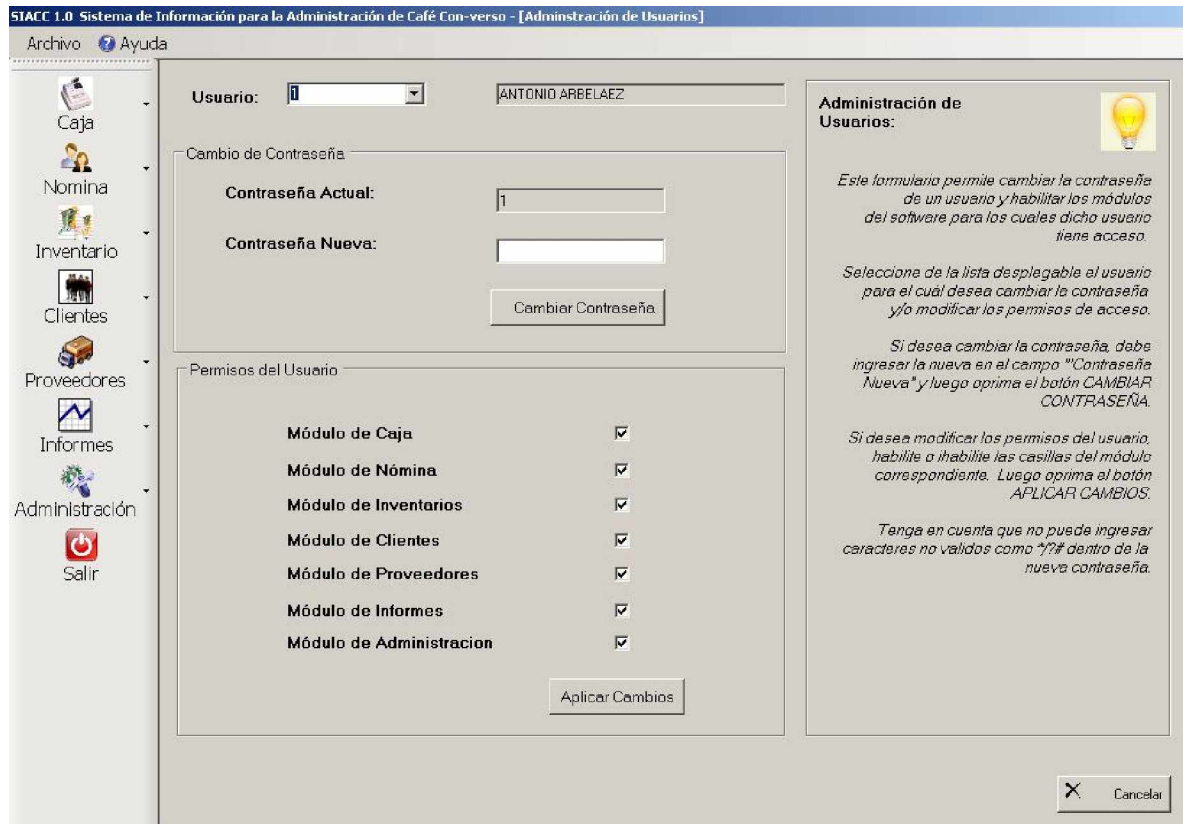 SIACC 1.0 Sistema de Información para la Administración de Café Con-verso - [Adminstración de Usuarios]
Archivo
Ayuda
Caja
Nomina
Inventario
Clientes
Proveedores
Informes
Administración
Salir
Usuario:
1
ANTONIO ARBELAEZ
Cambio de Contraseña
Contraseña Actual:
1
Contraseña Nueva:
Cambiar Contraseña
Permisos del Usuario
Módulo de Caja
Módulo de Nómina
Módulo de Inventarios
Módulo de Clientes
Módulo de Proveedores
Módulo de Informes
Módulo de Administracion
Aplicar Cambios
Administración de
Usuarios:
Este formulario permite cambiar la contraseña
de un usuario y habilitar los módulos
del software para los cuales dicho usuario
tiene acceso.
Seleccione de la lista desplegable el usuario
para el cuál desea cambiar la contraseña
y/o modificar los permisos de acceso.
Si desea cambiar la contraseña, debe
ingresar la nueva en el campo "'Contraseña
Nueva" y luego oprima el botón CAMBIAR
CONTRASEÑA.
Si desea modificar los permisos del usuario,
habilite o ihabilite las casillas del módulo
correspondiente. Luego oprima el botón
APLICAR CAMBIOS.
Tenga en cuenta que no puede ingresar
caracteres no validos como */?# dentro de la
nueva contraseña.
Cancelar